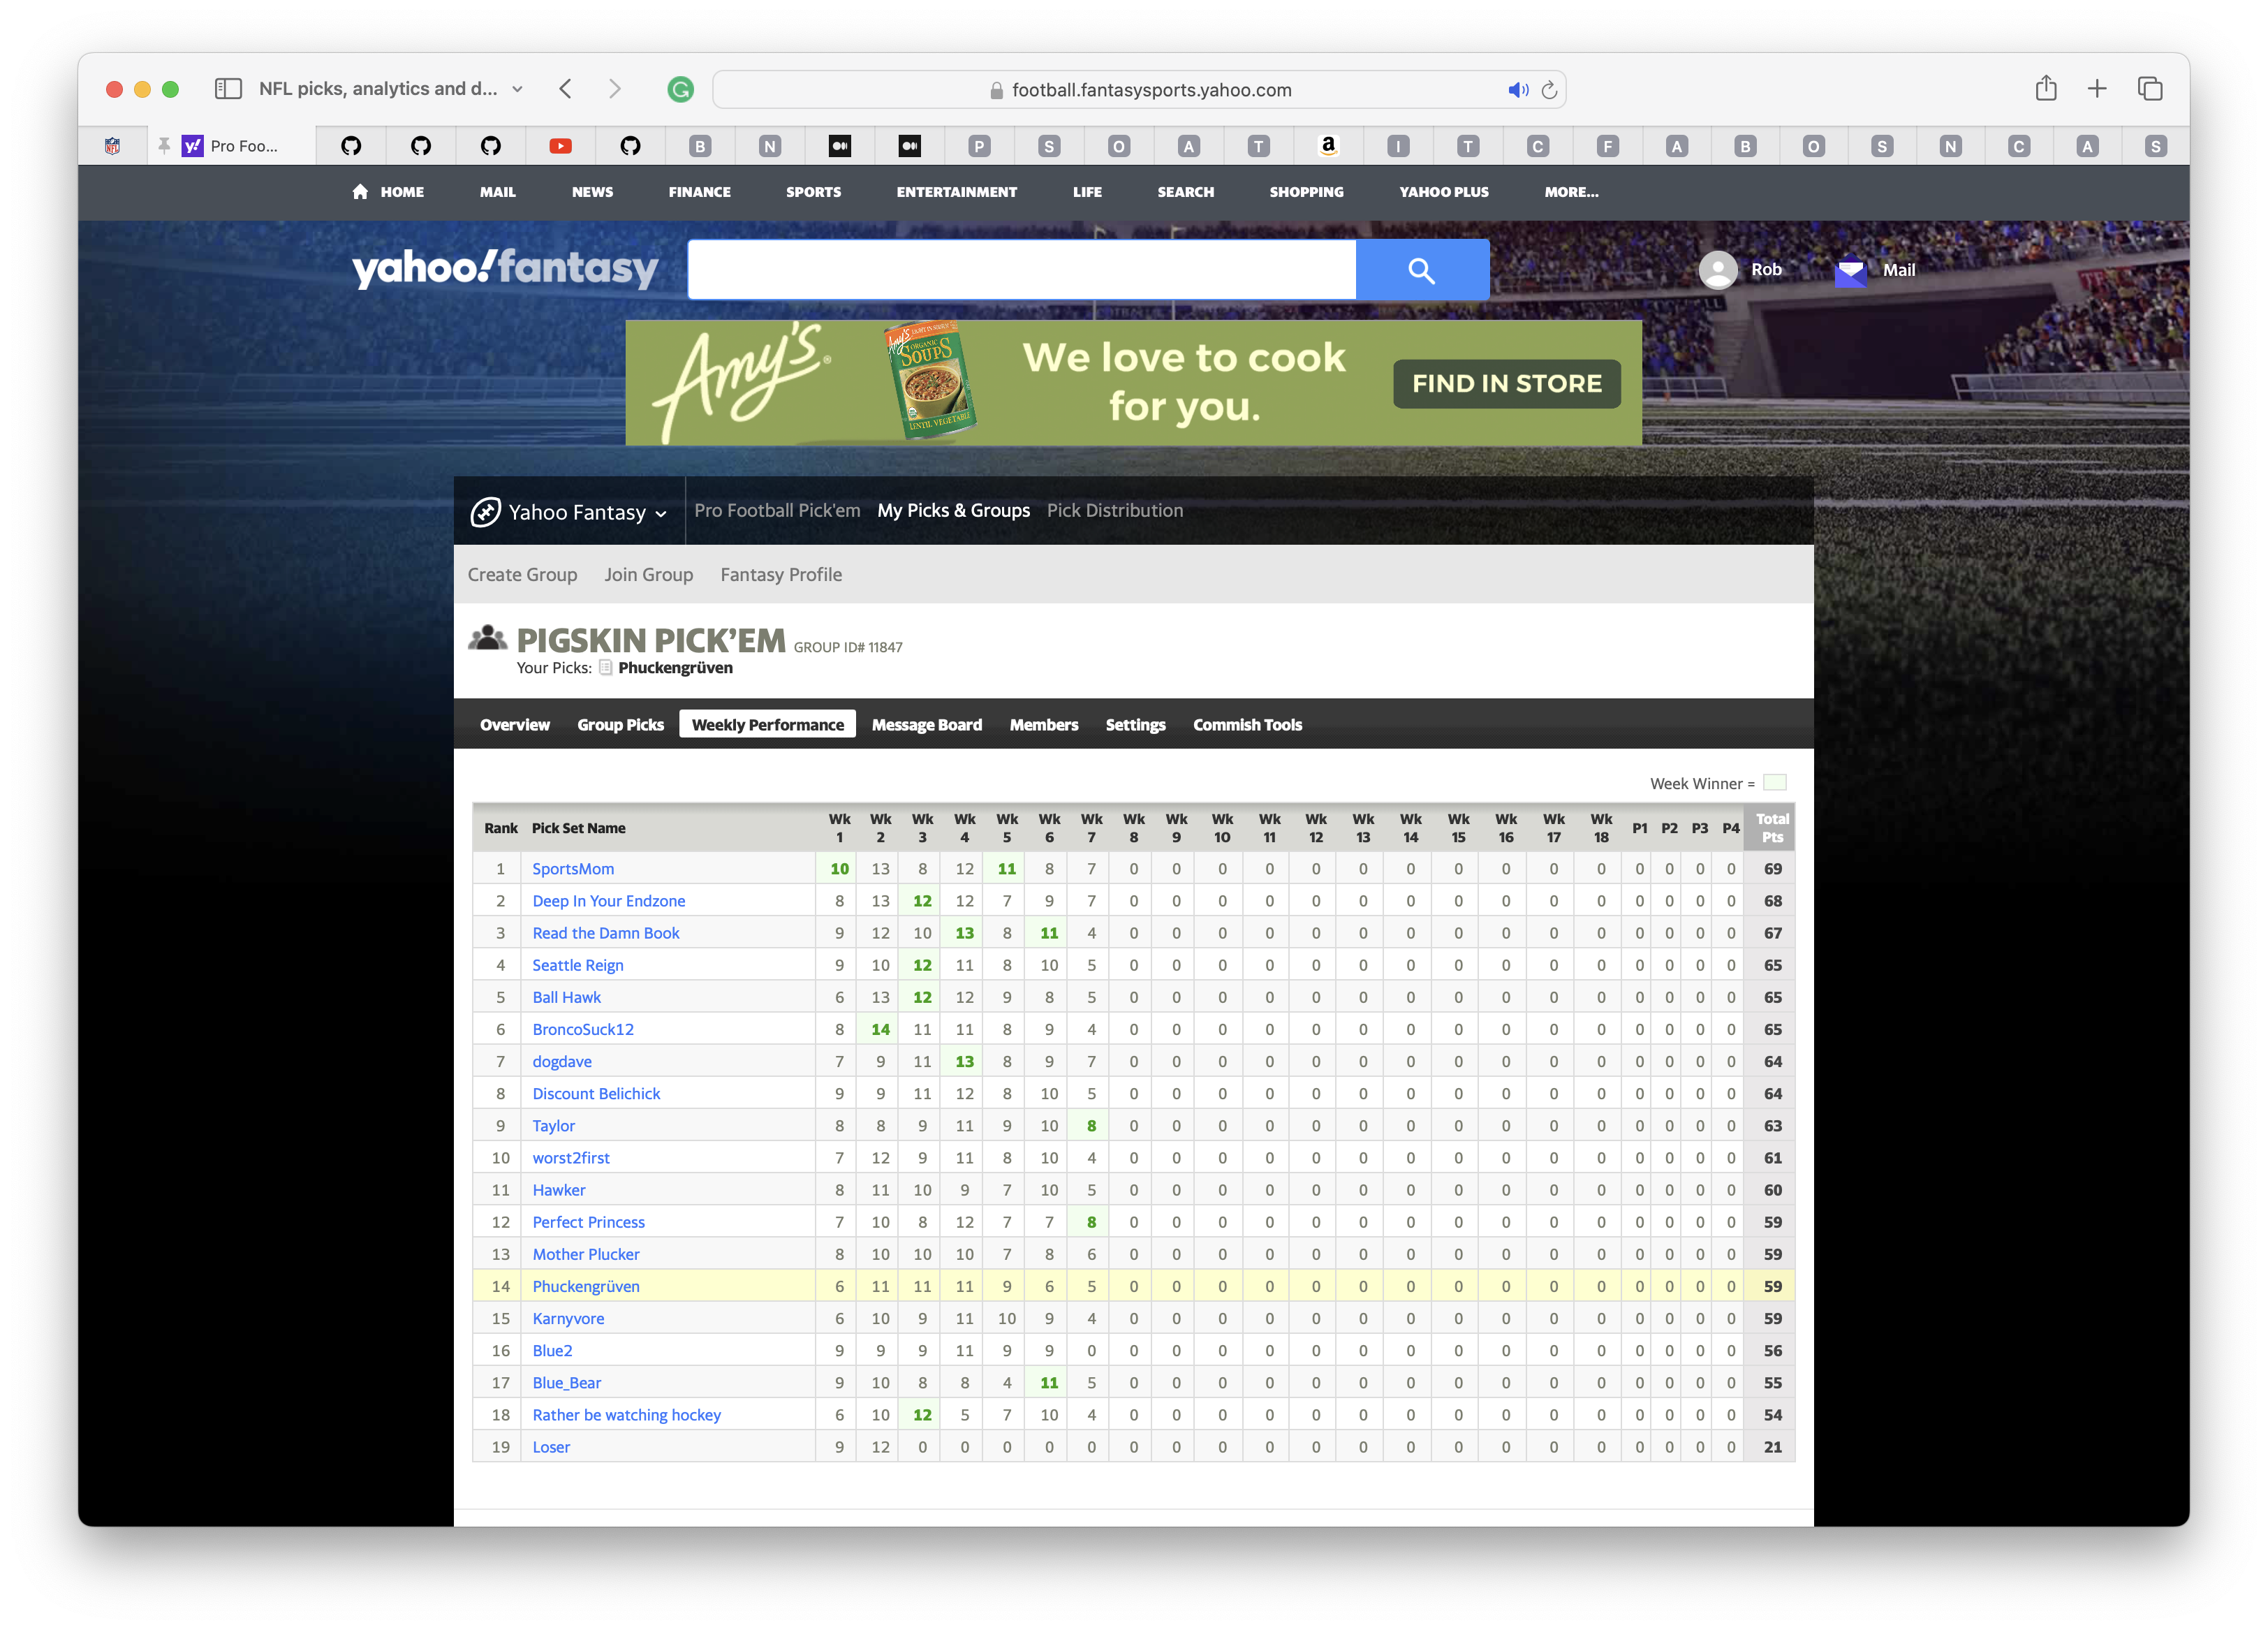 NFL picks, analytics and d...
football.fantasysports.yahoo.com
NFL y! Pro Foo... B N P S O A T a I T C F A B O S N C A S
HOME MAIL NEWS FINANCE SPORTS ENTERTAINMENT LIFE SEARCH SHOPPING YAHOO PLUS MORE...
yahoo!fantasy Rob Mail
Amy's® Amy's ORGANIC SOUPS LENTIL VEGETABLE
We love to cook
for you.
FIND IN STORE
Yahoo Fantasy Pro Football Pick'em My Picks & Groups Pick Distribution
Create Group Join Group Fantasy Profile
PIGSKIN PICK'EM GROUP ID# 11847
Your Picks: Phuckengrüven
Overview Group Picks Weekly Performance Message Board Members Settings Commish Tools
Week Winner =
Rank Pick Set Name Wk 1 Wk 2 Wk 3 Wk 4 Wk 5 Wk 6 Wk 7 Wk 8 Wk 9 Wk 10 Wk 11 Wk 12 Wk 13 Wk 14 Wk 15 Wk 16 Wk 17 Wk 18 P1 P2 P3 P4 Total Pts
1 SportsMom 10 13 8 12 11 8 7 0 0 0 0 0 0 0 0 0 0 0 0 0 0 0 69
2 Deep In Your Endzone 8 13 12 12 7 9 7 0 0 0 0 0 0 0 0 0 0 0 0 0 0 0 68
3 Read the Damn Book 9 12 10 13 8 11 4 0 0 0 0 0 0 0 0 0 0 0 0 0 0 0 67
4 Seattle Reign 9 10 12 11 8 10 5 0 0 0 0 0 0 0 0 0 0 0 0 0 0 0 65
5 Ball Hawk 6 13 12 12 9 8 5 0 0 0 0 0 0 0 0 0 0 0 0 0 0 0 65
6 BroncoSuck12 8 14 11 11 8 9 4 0 0 0 0 0 0 0 0 0 0 0 0 0 0 0 65
7 dogdave 7 9 11 13 8 9 7 0 0 0 0 0 0 0 0 0 0 0 0 0 0 0 64
8 Discount Belichick 9 9 11 12 8 10 5 0 0 0 0 0 0 0 0 0 0 0 0 0 0 0 64
9 Taylor 8 8 9 11 9 10 8 0 0 0 0 0 0 0 0 0 0 0 0 0 0 0 63
10 worst2first 7 12 9 11 8 10 4 0 0 0 0 0 0 0 0 0 0 0 0 0 0 0 61
11 Hawker 8 11 10 9 7 10 5 0 0 0 0 0 0 0 0 0 0 0 0 0 0 0 60
12 Perfect Princess 7 10 8 12 7 7 8 0 0 0 0 0 0 0 0 0 0 0 0 0 0 0 59
13 Mother Plucker 8 10 10 10 7 8 6 0 0 0 0 0 0 0 0 0 0 0 0 0 0 0 59
14 Phuckengrüven 6 11 11 11 9 6 5 0 0 0 0 0 0 0 0 0 0 0 0 0 0 0 59
15 Karnyvore 6 10 9 11 10 9 4 0 0 0 0 0 0 0 0 0 0 0 0 0 0 0 59
16 Blue2 9 9 9 11 9 9 0 0 0 0 0 0 0 0 0 0 0 0 0 0 0 0 56
17 Blue_Bear 9 10 8 8 4 11 5 0 0 0 0 0 0 0 0 0 0 0 0 0 0 0 55
18 Rather be watching hockey 6 10 12 5 7 10 4 0 0 0 0 0 0 0 0 0 0 0 0 0 0 0 54
19 Loser 9 12 0 0 0 0 0 0 0 0 0 0 0 0 0 0 0 0 0 0 0 0 21